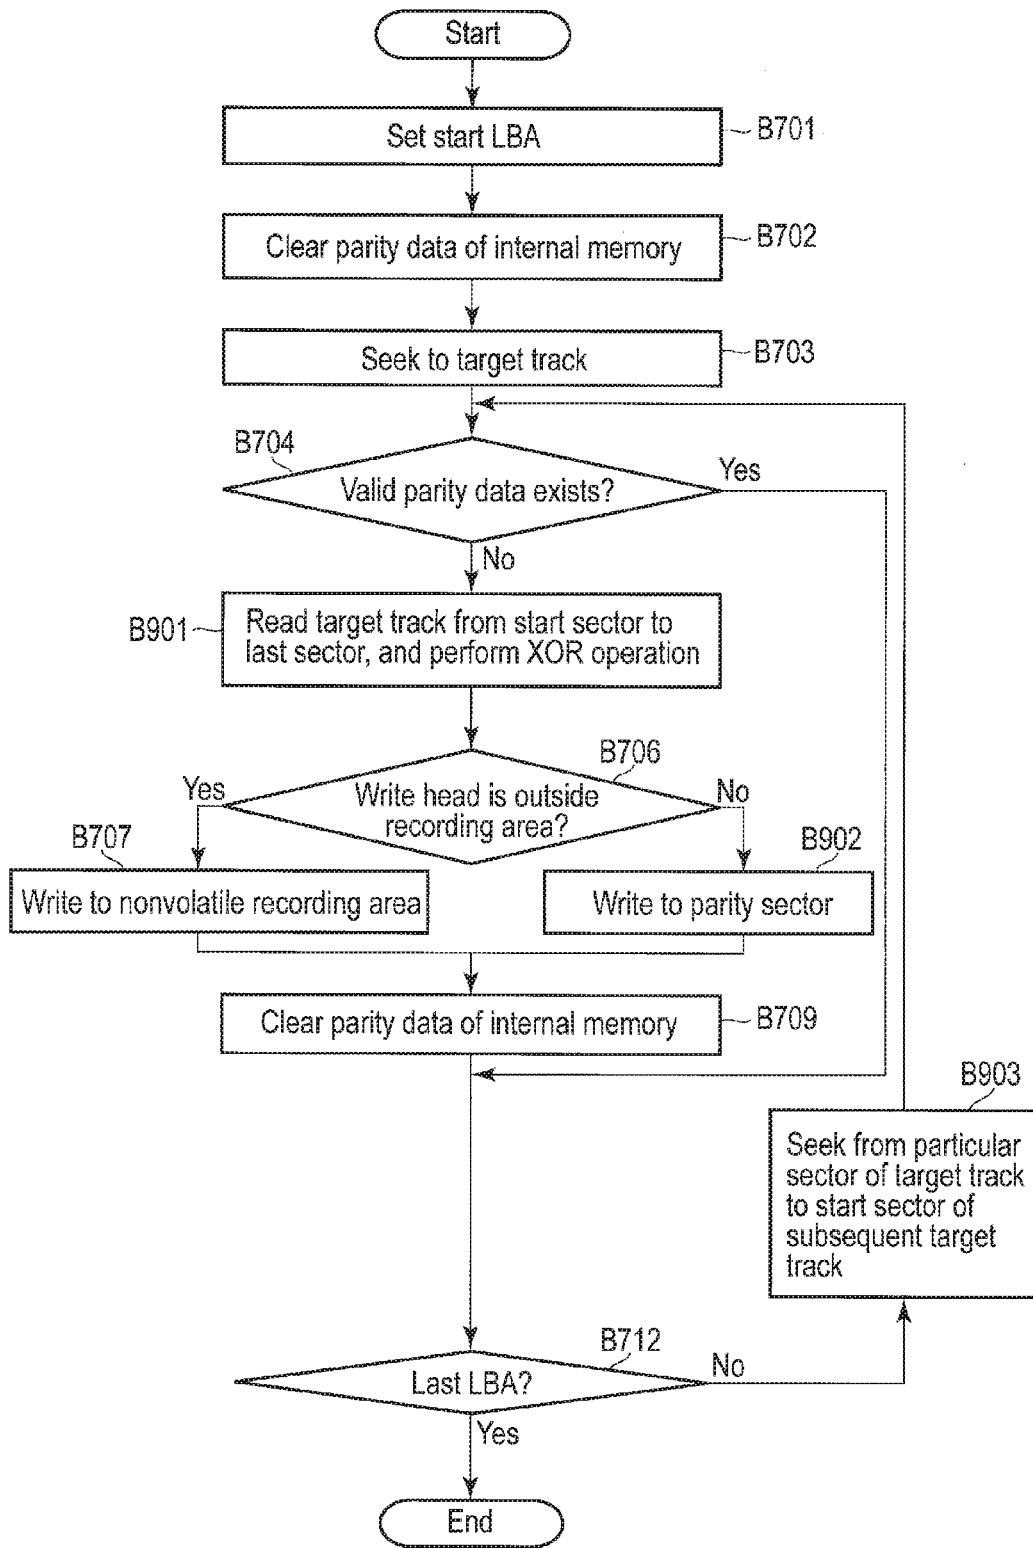 Start
Set start LBA
B701
Clear parity data of internal memory
B702
Seek to target track
B703
B704
Valid parity data exists?
Yes
No
B901
Read target track from start sector to
last sector, and perform XOR operation
B706
Yes
Write head is outside
recording area?
No
B707
Write to nonvolatile recording area
B902
Write to parity sector
Clear parity data of internal memory
B709
B903
Seek from particular
sector of target track
to start sector of
subsequent target
track
B712
Last LBA?
No
Yes
End